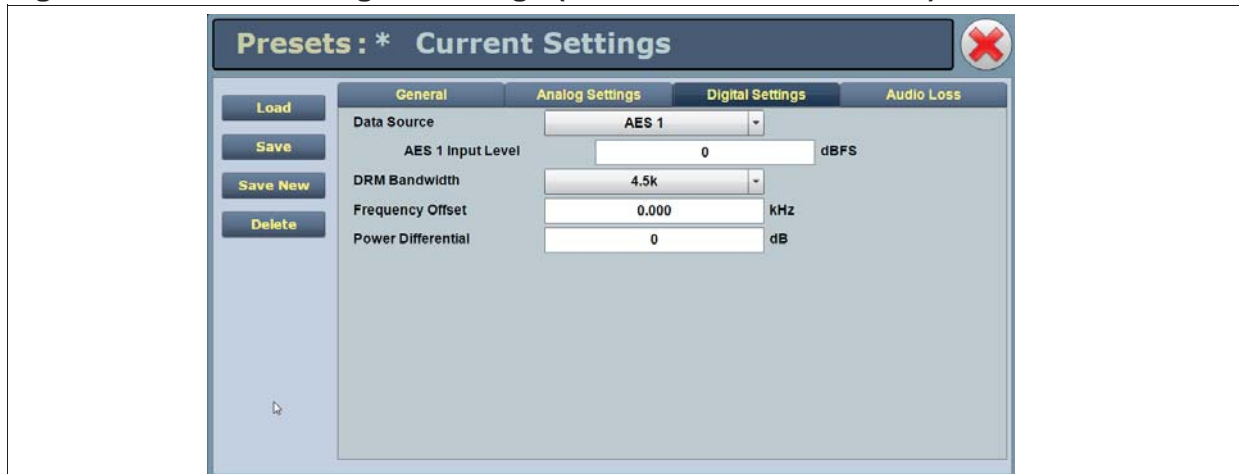 Presets: * Current Settings
Load
Save
Save New
Delete
General Analog Settings Digital Settings Audio Loss
Data Source AES 1
AES 1 Input Level 0 dBFS
DRM Bandwidth 4.5k
Frequency Offset 0.000 kHz
Power Differential 0 dB